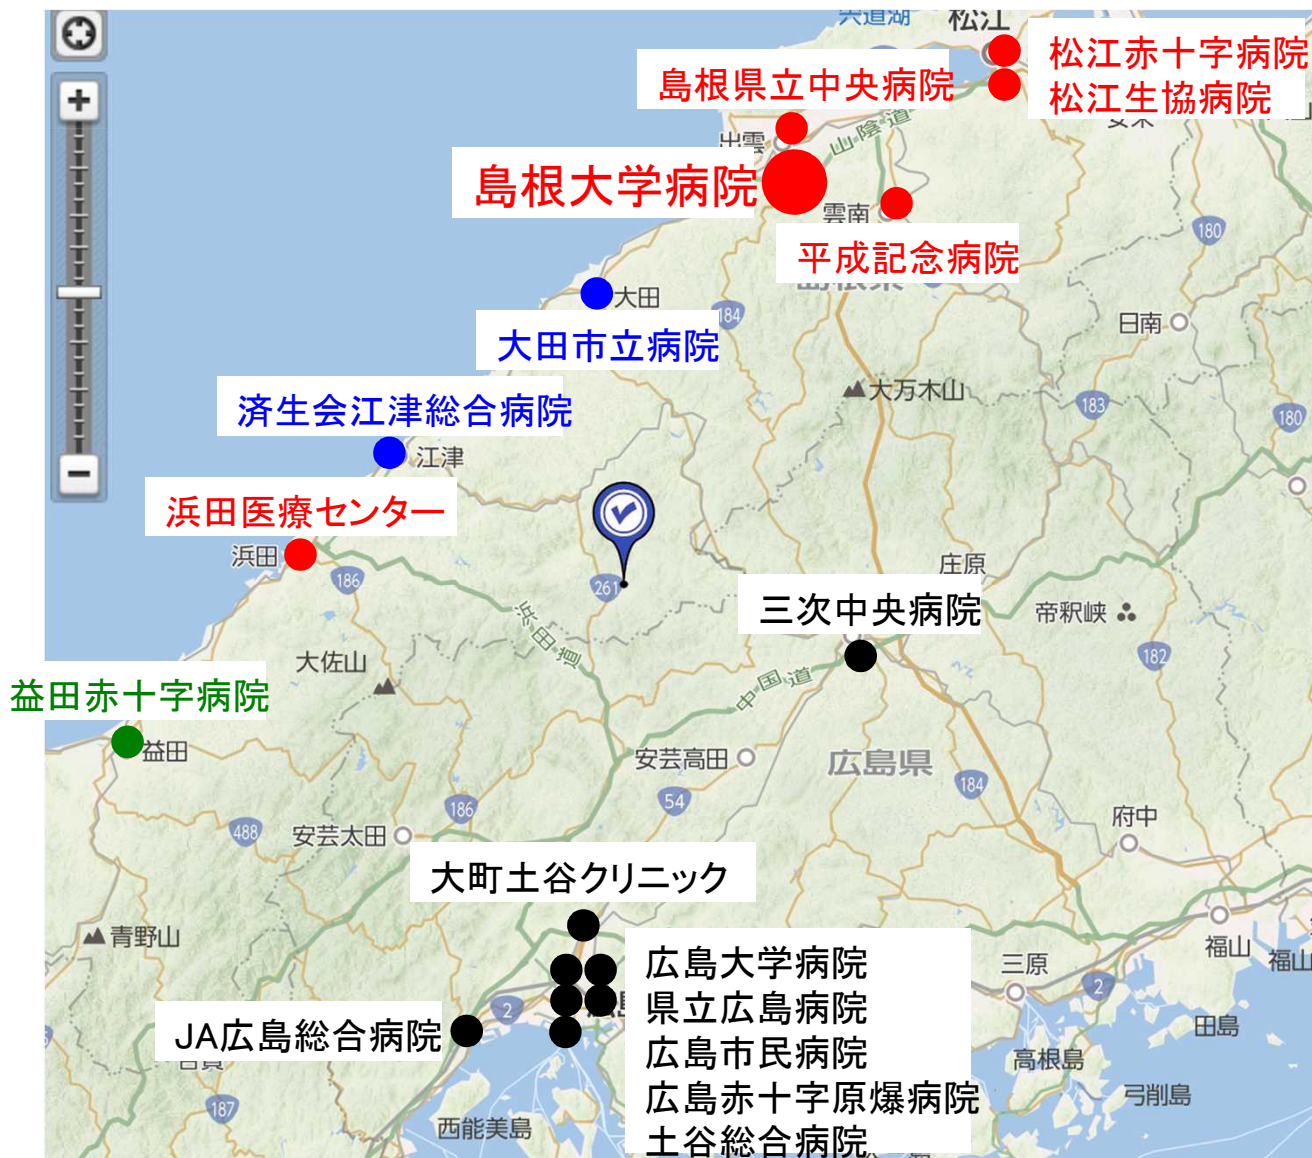 宍道湖
松江
松江赤十字病院
島根県立中央病院
松江生協病院
出雲
山陰道
島根大学病院
雲南
平成記念病院
180
島根県
大田
184
日南
大田市立病院
大万木山
183
180
済生会江津総合病院
江津
浜田医療センター
浜田
186
261
庄原
三次中央病院
帝釈峡
浜田道
大佐山
182
中国道
益田赤十字病院
益田
安芸高田
広島県
184
54
186
488
安芸太田
府中
大町土谷クリニック
青野山
福山
福山
広島大学病院
三原
2
県立広島病院
2
JA広島総合病院
田島
広島市民病院
高根島
広島赤十字原爆病院
弓削島
187
西能美島
土谷総合病院